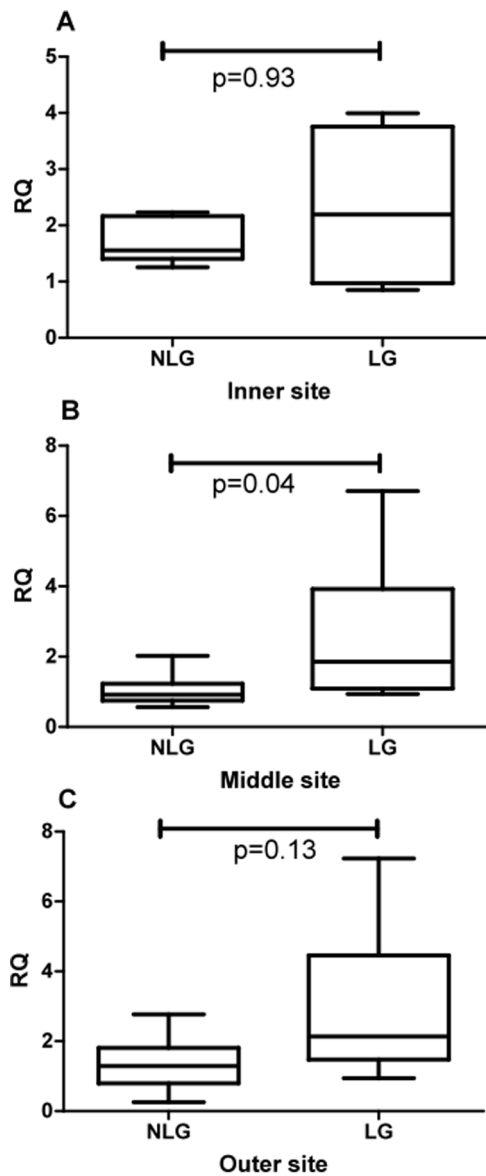 A
5
p=0.93
4
3
RQ
2
1
0
NLG LG
Inner site
B
8
p=0.04
6
RQ
4
2
0
NLG LG
Middle site
C
8
p=0.13
6
RQ
4
2
0
NLG LG
Outer site